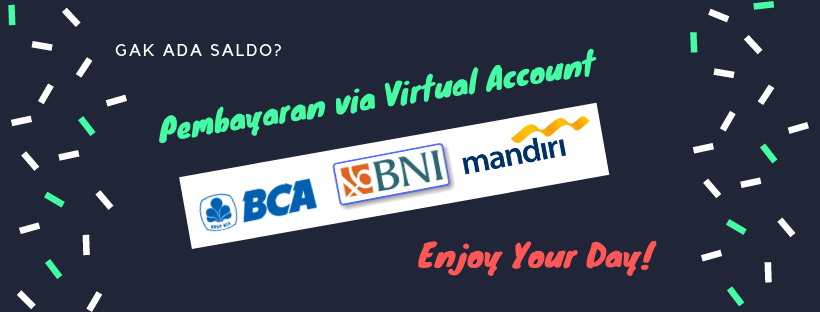 GAK ADA SALDO?
Pembayaran via Virtual Account
BCA
BNI
mandiri
Enjoy Your Day!